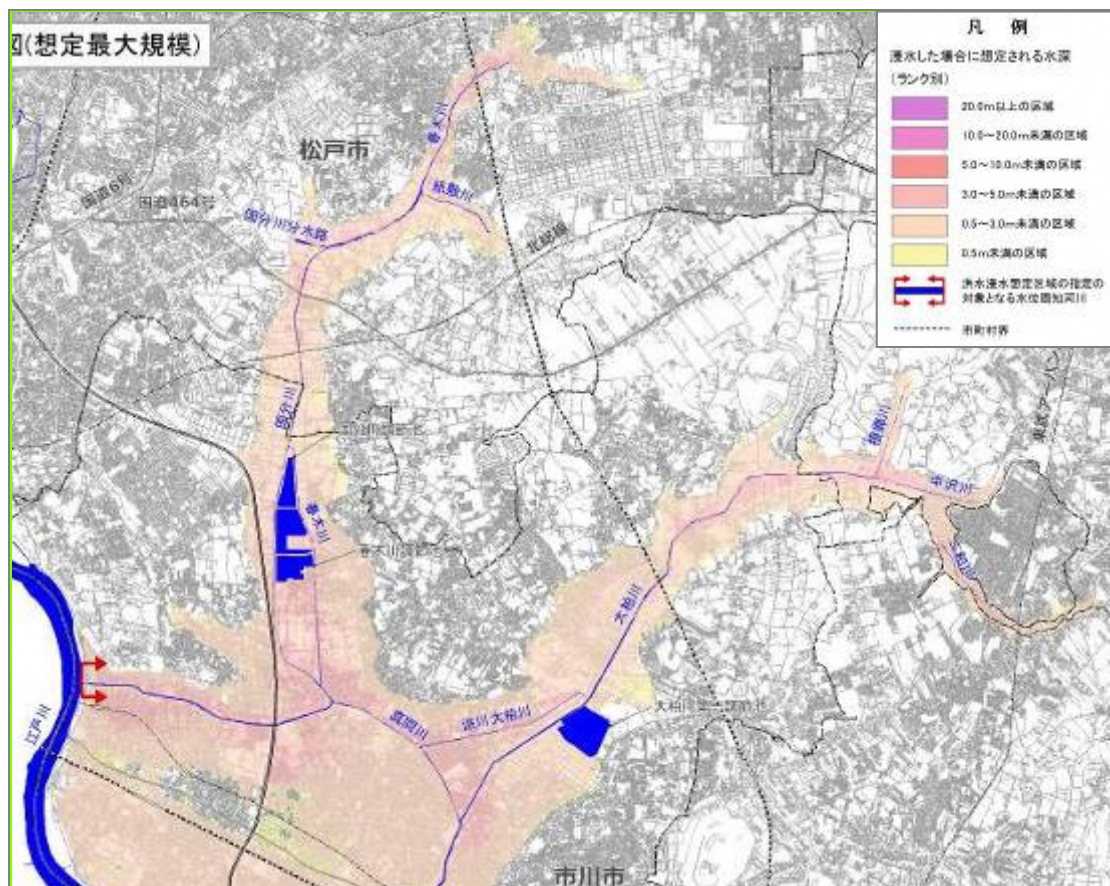 図(想定最大規模)
凡 例
浸水した場合に想定される水深
(ランク別)
20.0m以上の区域
10.0~20.0m未満の区域
5.0~10.0m未満の区域
3.0~5.0m未満の区域
0.5~3.0m未満の区域
0.5m未満の区域
洪水浸水想定区域の指定の
対象となる水位周知河川
市町村界
松戸市
春木川
紙敷川
国道6号
国道464号
国分川分水路
北総線
国分川
春木川
大柏川
根郷川
中沢川
二和川
江戸川
真間川
派川大柏川
市川市